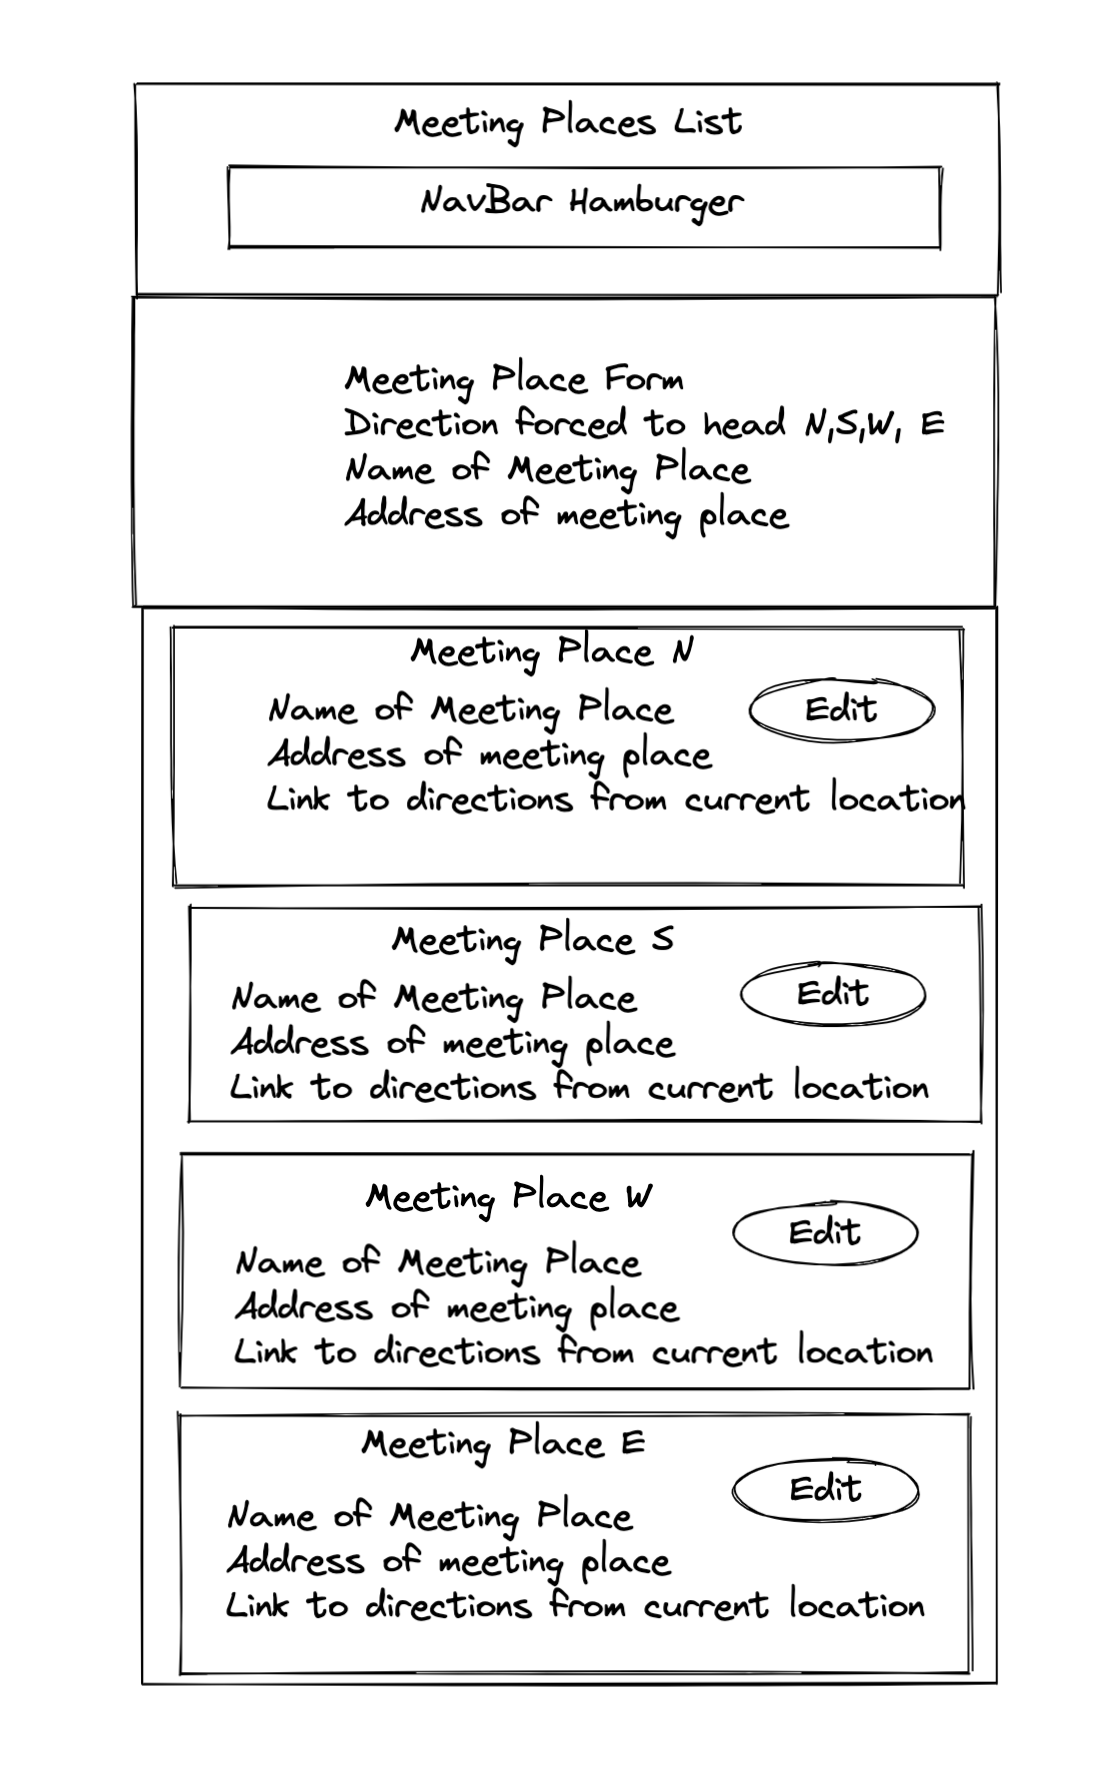 Meeting Places List
NavBar Hamburger
Meeting Place Form
Direction forced to head N,S,W, E
Name of Meeting Place
Address of meeting place
Meeting Place N
Name of Meeting Place
Edit
Address of meeting place
Link to directions from current location
Meeting Place S
Name of Meeting Place
Edit
Address of meeting place
Link to directions from current location
Meeting Place W
Edit
Name of Meeting Place
Address of meeting place
Link to directions from current location
Meeting Place E
Edit
Name of Meeting Place
Address of meeting place
Link to directions from current location